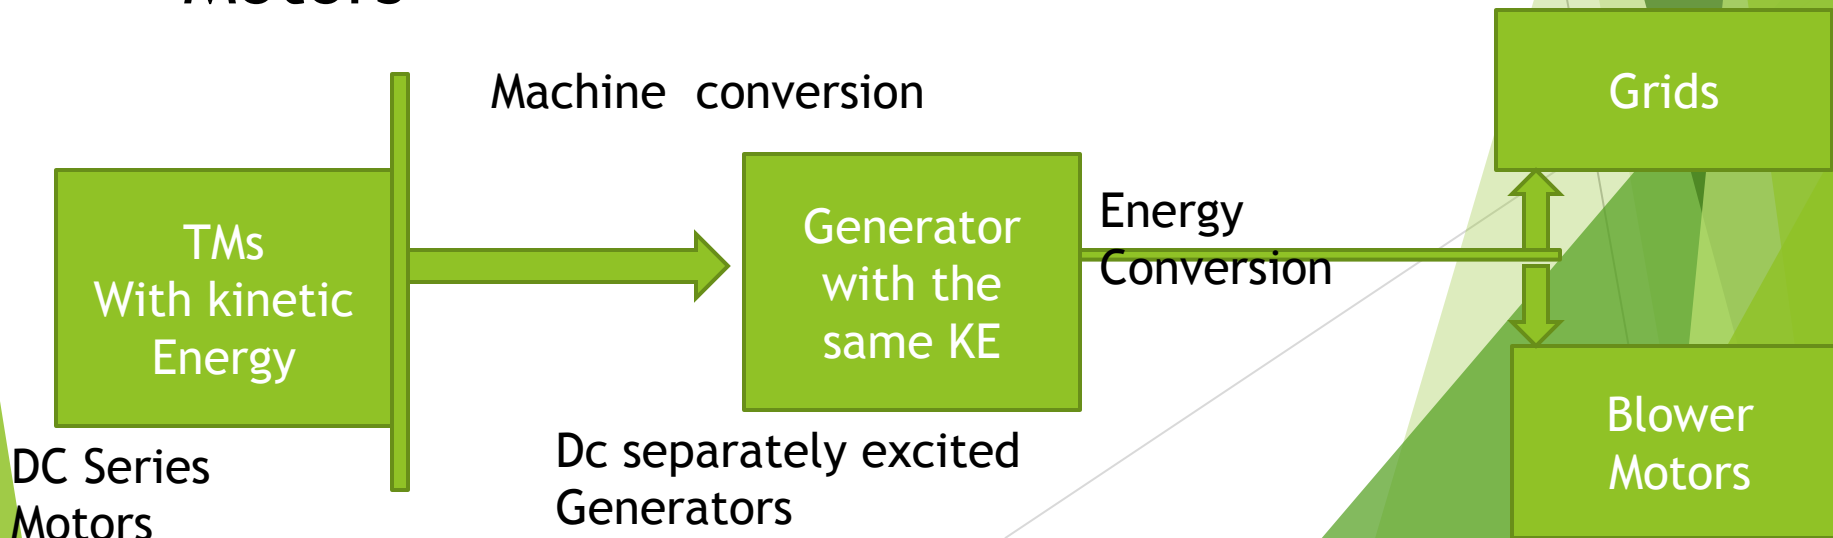 Motors
Machine conversion
Grids
TMs
With kinetic
Energy
Generator
with the
same KE
Energy
Conversion
Blower
Motors
DC Series
Motors
Dc separately excited
Generators